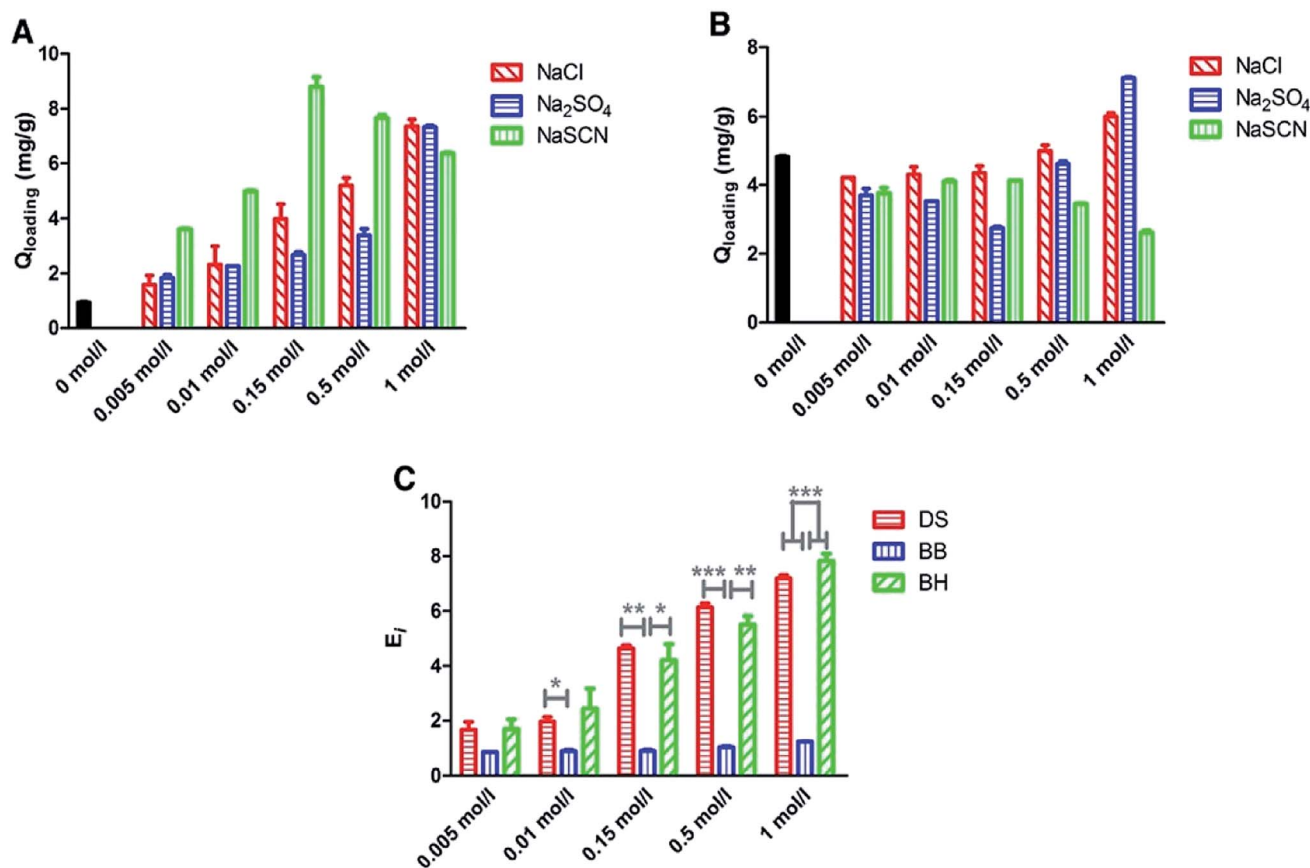 A
Q_loading (mg/g)
10
8
6
4
2
0
0 mol/l
0.005 mol/l
0.01 mol/l
0.15 mol/l
0.5 mol/l
1 mol/l
NaCl
Na₂SO₄
NaSCN
B
Q_loading (mg/g)
8
6
4
2
0
0 mol/l
0.005 mol/l
0.01 mol/l
0.15 mol/l
0.5 mol/l
1 mol/l
NaCl
Na₂SO₄
NaSCN
C
E_i
10
8
6
4
2
0
*
** *
*** **
***
0.005 mol/l
0.01 mol/l
0.15 mol/l
0.5 mol/l
1 mol/l
DS
BB
BH